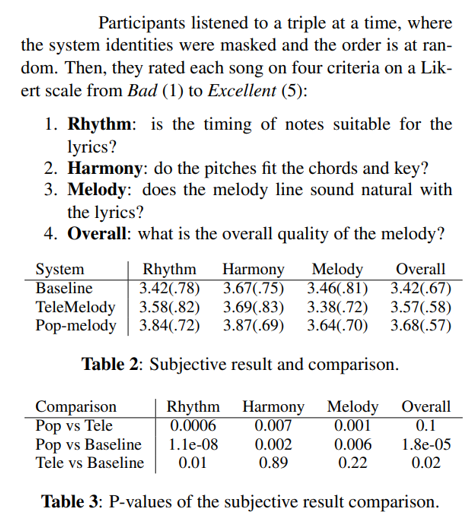 Participants listened to a triple at a time, where
the system identities were masked and the order is at ran-
dom. Then, they rated each song on four criteria on a Lik-
ert scale from Bad (1) to Excellent (5):
1. Rhythm: is the timing of notes suitable for the
lyrics?
2. Harmony: do the pitches fit the chords and key?
3. Melody: does the melody line sound natural with
the lyrics?
4. Overall: what is the overall quality of the melody?
System Rhythm Harmony Melody Overall
Baseline 3.42(.78) 3.67(.75) 3.46(.81) 3.42(.67)
TeleMelody 3.58(.82) 3.69(.83) 3.38(.72) 3.57(.58)
Pop-melody 3.84(.72) 3.87(.69) 3.64(.70) 3.68(.57)
Table 2: Subjective result and comparison.
Comparison Rhythm Harmony Melody Overall
Pop vs Tele 0.0006 0.007 0.001 0.1
Pop vs Baseline 1.1e-08 0.002 0.006 1.8e-05
Tele vs Baseline 0.01 0.89 0.22 0.02
Table 3: P-values of the subjective result comparison.